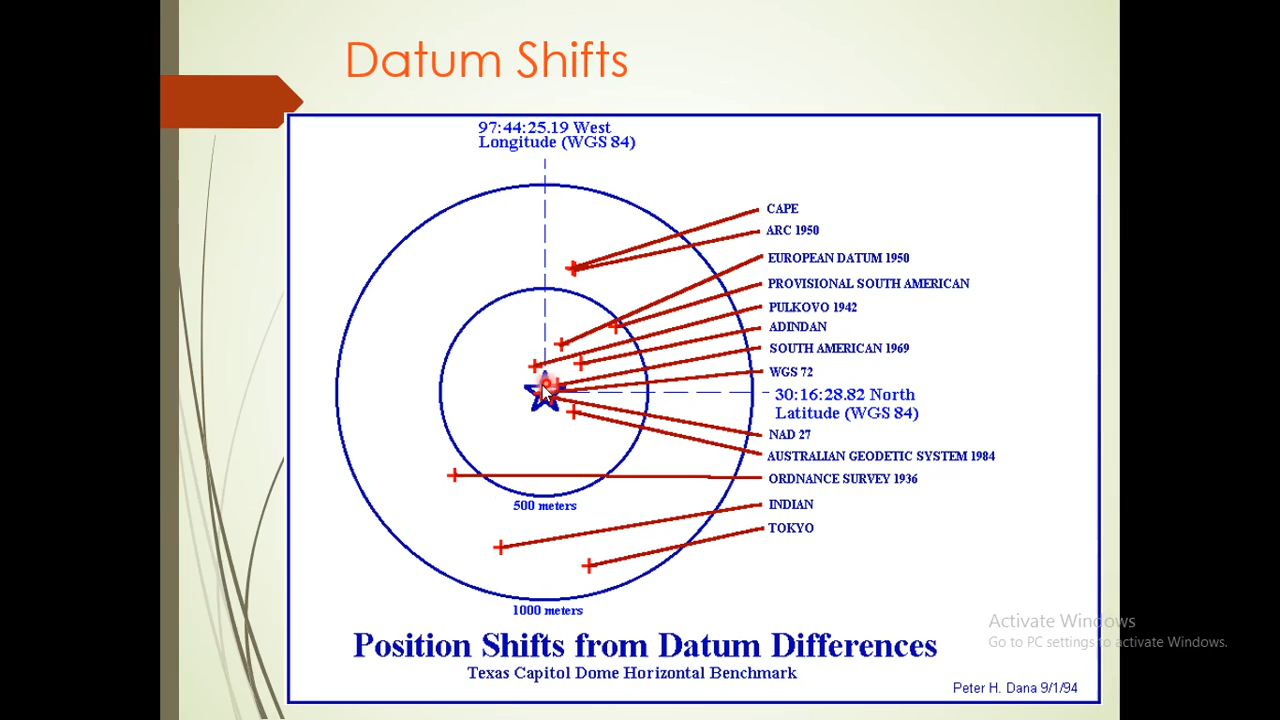 Datum Shifts
97:44:25.19 West
Longitude (WGS 84)
CAPE
ARC 1950
EUROPEAN DATUM 1950
PROVISIONAL SOUTH AMERICAN
PULKOVO 1942
ADINDAN
SOUTH AMERICAN 1969
WGS 72
30:16:28.82 North
Latitude (WGS 84)
NAD 27
AUSTRALIAN GEODETIC SYSTEM 1984
ORDNANCE SURVEY 1936
500 meters
INDIAN
TOKYO
1000 meters
Position Shifts from Datum Differences
Texas Capitol Dome Horizontal Benchmark
Peter H. Dana 9/1/94
Activate Windows
Go to PC settings to activate Windows.